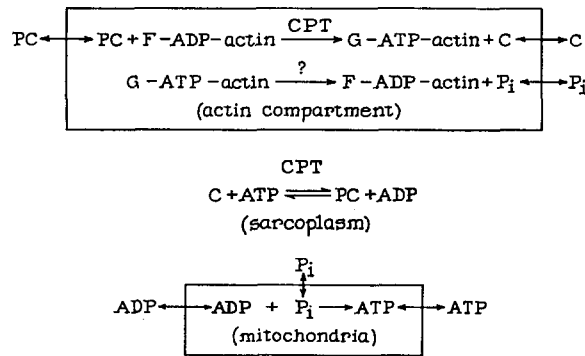 CPT
PC ↔ PC + F-ADP-actin → G-ATP-actin + C ↔ C
?
G-ATP-actin → F-ADP-actin + Pi ↔ Pi
(actin compartment)
CPT
C + ATP ⇌ PC + ADP
(sarcoplasm)
Pi
↕
ADP ↔ ADP + Pi → ATP ↔ ATP
(mitochondria)